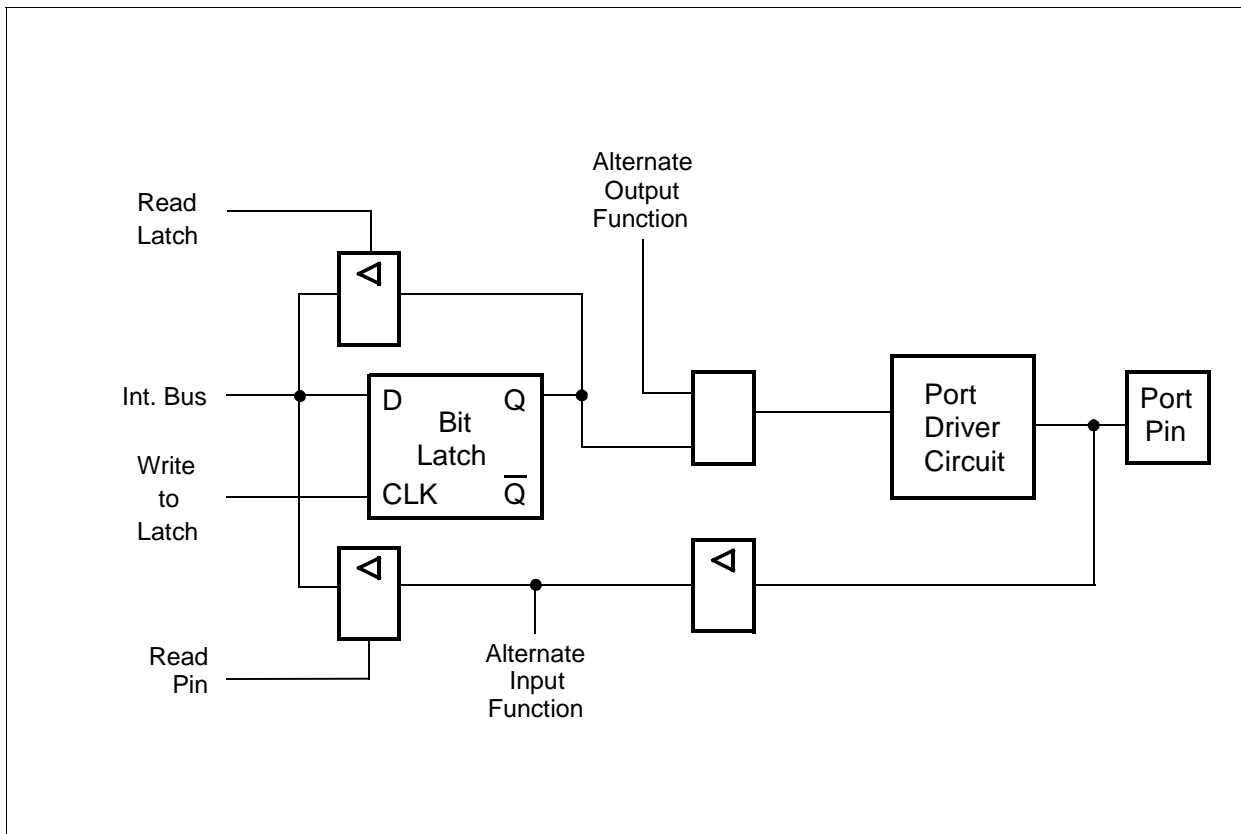 Alternate
Output
Function
Read
Latch
Int. Bus
D Q
Bit
Latch
CLK Q̅
Write
to
Latch
Port
Driver
Circuit
Port
Pin
Read
Pin
Alternate
Input
Function